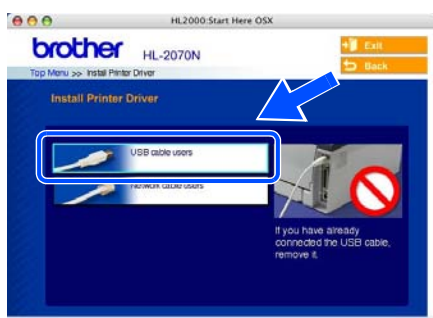 HL2000:Start Here OSX
brother HL-2070N
Exit
Back
Top Menu >> Install Printer Driver
Install Printer Driver
USB cable users
Network cable users
If you have already
connected the USB cable,
remove it.